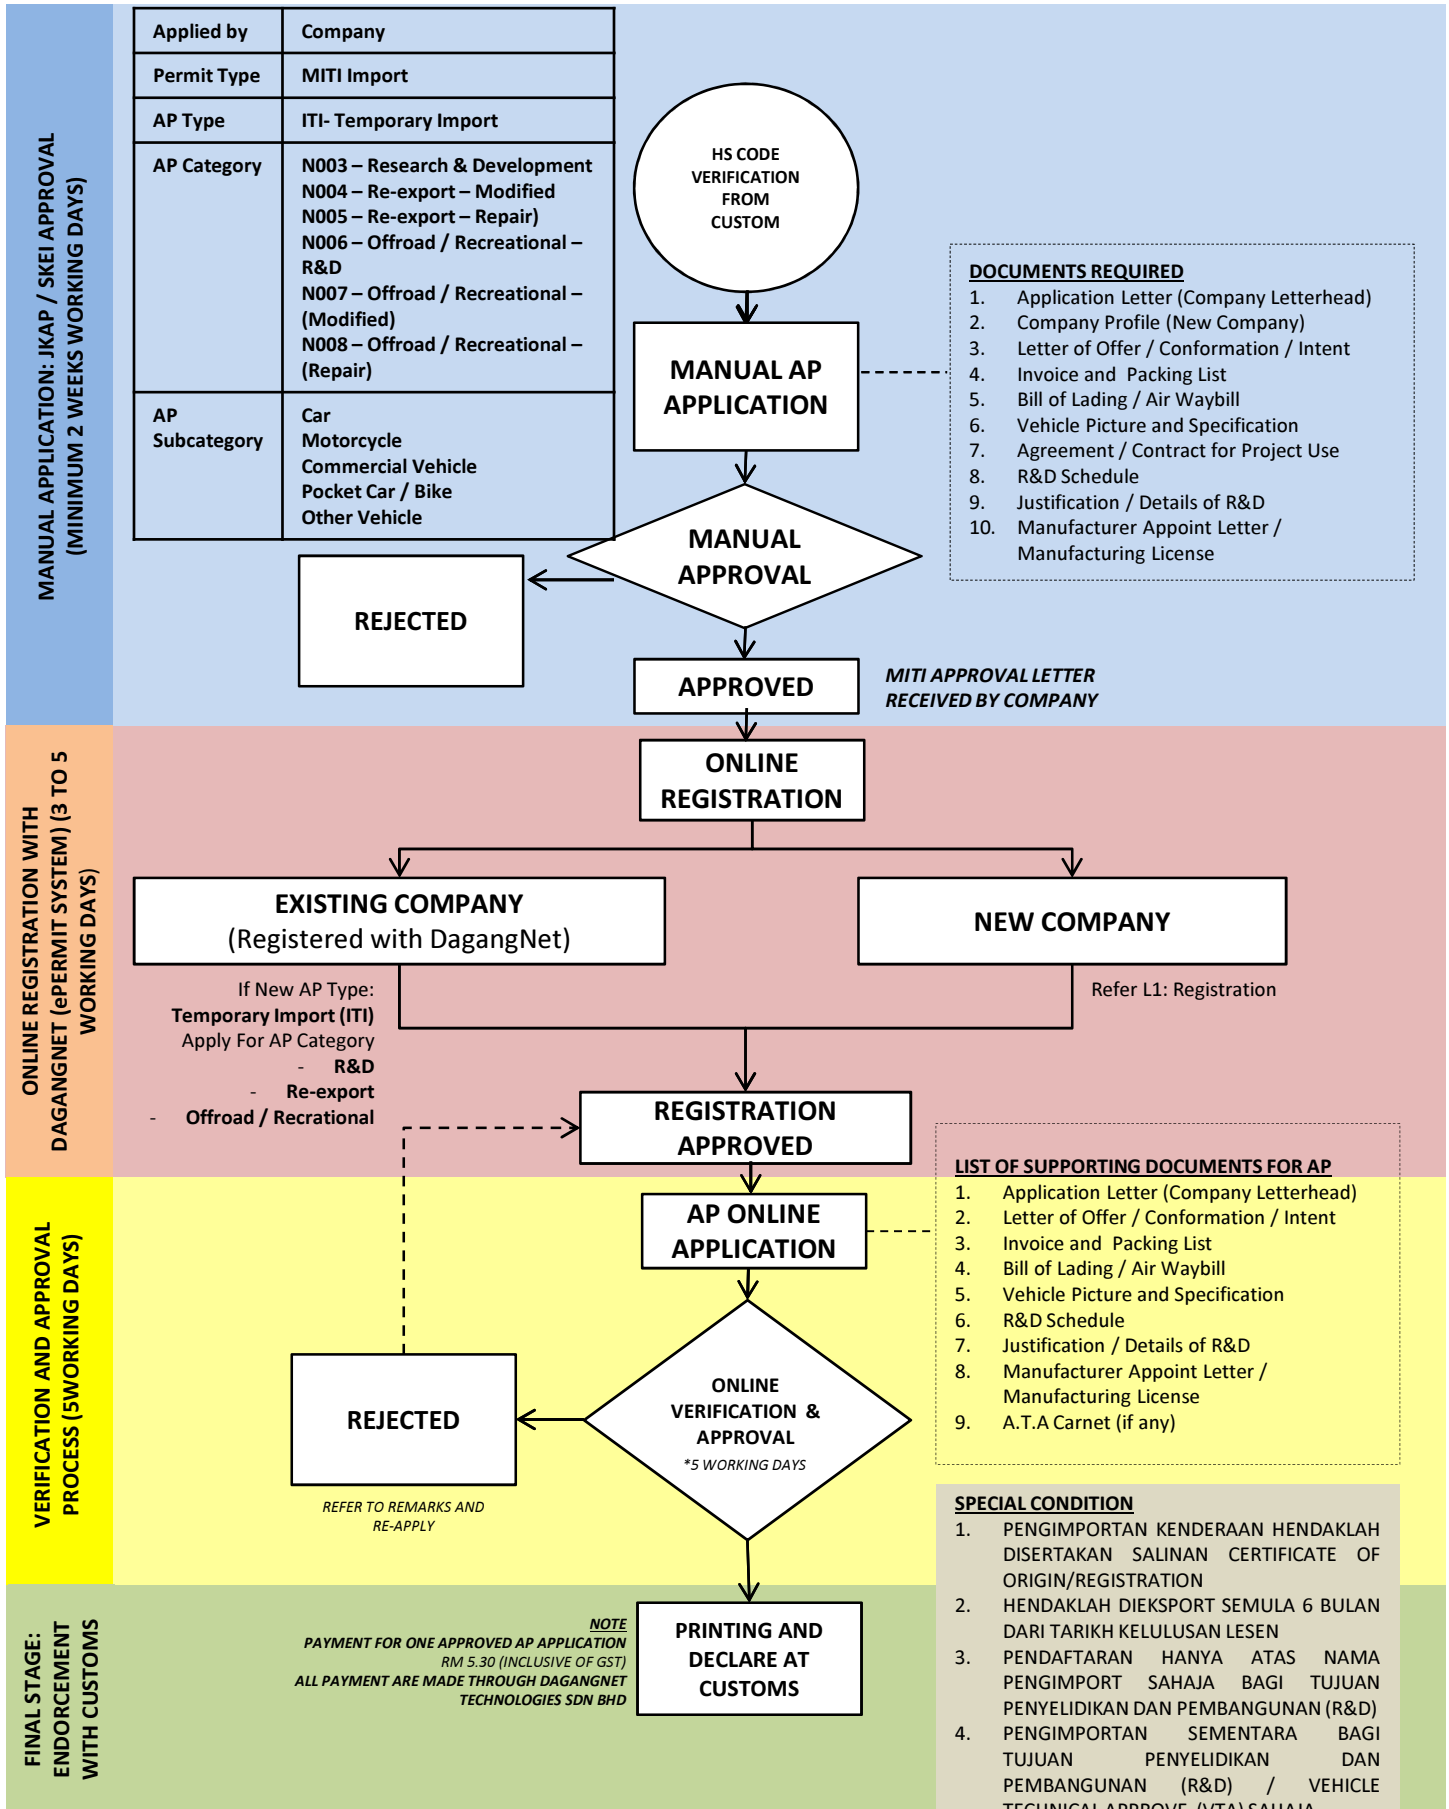 MANUAL APPLICATION: JKAP / SKEI APPROVAL
(MINIMUM 2 WEEKS WORKING DAYS)
Applied by Company
Permit Type MITI Import
AP Type ITI- Temporary Import
AP Category N003 – Research & Development
N004 – Re-export – Modified
N005 – Re-export – Repair)
N006 – Offroad / Recreational –
R&D
N007 – Offroad / Recreational –
(Modified)
N008 – Offroad / Recreational –
(Repair)
AP Car
Subcategory Motorcycle
Commercial Vehicle
Pocket Car / Bike
Other Vehicle
HS CODE
VERIFICATION
FROM
CUSTOM
MANUAL AP
APPLICATION
DOCUMENTS REQUIRED
1. Application Letter (Company Letterhead)
2. Company Profile (New Company)
3. Letter of Offer / Conformation / Intent
4. Invoice and Packing List
5. Bill of Lading / Air Waybill
6. Vehicle Picture and Specification
7. Agreement / Contract for Project Use
8. R&D Schedule
9. Justification / Details of R&D
10. Manufacturer Appoint Letter /
Manufacturing License
MANUAL
APPROVAL
REJECTED
APPROVED
MITI APPROVAL LETTER
RECEIVED BY COMPANY
ONLINE REGISTRATION WITH
DAGANGNET (ePERMIT SYSTEM) (3 TO 5
WORKING DAYS)
ONLINE
REGISTRATION
EXISTING COMPANY
(Registered with DagangNet)
NEW COMPANY
If New AP Type:
Temporary Import (ITI)
Apply For AP Category
- R&D
- Re-export
- Offroad / Recrational
Refer L1: Registration
REGISTRATION
APPROVED
VERIFICATION AND APPROVAL
PROCESS (5WORKING DAYS)
AP ONLINE
APPLICATION
LIST OF SUPPORTING DOCUMENTS FOR AP
1. Application Letter (Company Letterhead)
2. Letter of Offer / Conformation / Intent
3. Invoice and Packing List
4. Bill of Lading / Air Waybill
5. Vehicle Picture and Specification
6. R&D Schedule
7. Justification / Details of R&D
8. Manufacturer Appoint Letter /
Manufacturing License
9. A.T.A Carnet (if any)
ONLINE
VERIFICATION &
APPROVAL
*5 WORKING DAYS
REJECTED
REFER TO REMARKS AND
RE-APPLY
FINAL STAGE:
ENDORCEMENT
WITH CUSTOMS
NOTE
PAYMENT FOR ONE APPROVED AP APPLICATION
RM 5.30 (INCLUSIVE OF GST)
ALL PAYMENT ARE MADE THROUGH DAGANGNET
TECHNOLOGIES SDN BHD
PRINTING AND
DECLARE AT
CUSTOMS
SPECIAL CONDITION
1. PENGIMPORTAN KENDERAAN HENDAKLAH
DISERTAKAN SALINAN CERTIFICATE OF
ORIGIN/REGISTRATION
2. HENDAKLAH DIEKSPORT SEMULA 6 BULAN
DARI TARIKH KELULUSAN LESEN
3. PENDAFTARAN HANYA ATAS NAMA
PENGIMPORT SAHAJA BAGI TUJUAN
PENYELIDIKAN DAN PEMBANGUNAN (R&D)
4. PENGIMPORTAN SEMENTARA BAGI
TUJUAN PENYELIDIKAN DAN
PEMBANGUNAN (R&D) / VEHICLE
TECHNICAL APPROVE (VTA) SAHAJA